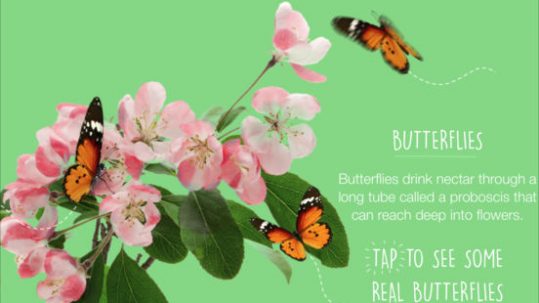 BUTTERFLIES
Butterflies drink nectar through a
long tube called a proboscis that
can reach deep into flowers.
TAP TO SEE SOME
REAL BUTTERFLIES